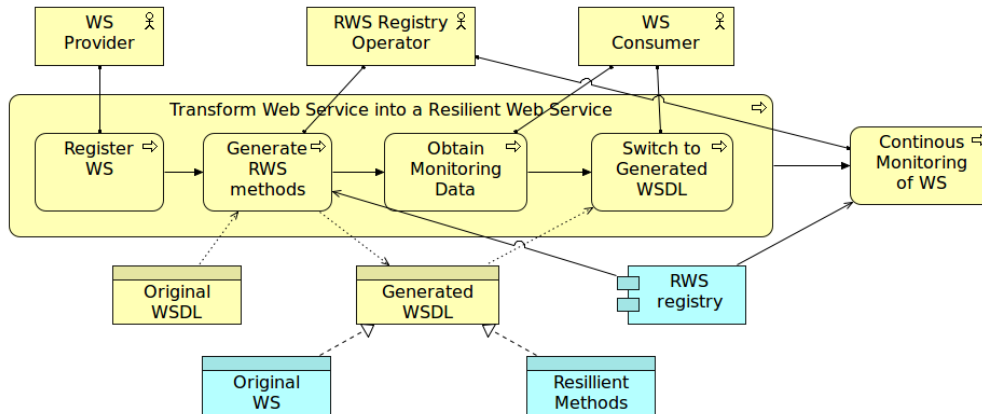 WS
Provider
RWS Registry
Operator
WS
Consumer
Transform Web Service into a Resilient Web Service
Register
WS
Generate
RWS
methods
Obtain
Monitoring
Data
Switch to
Generated
WSDL
Continous
Monitoring
of WS
Original
WSDL
Generated
WSDL
RWS
registry
Original
WS
Resillient
Methods